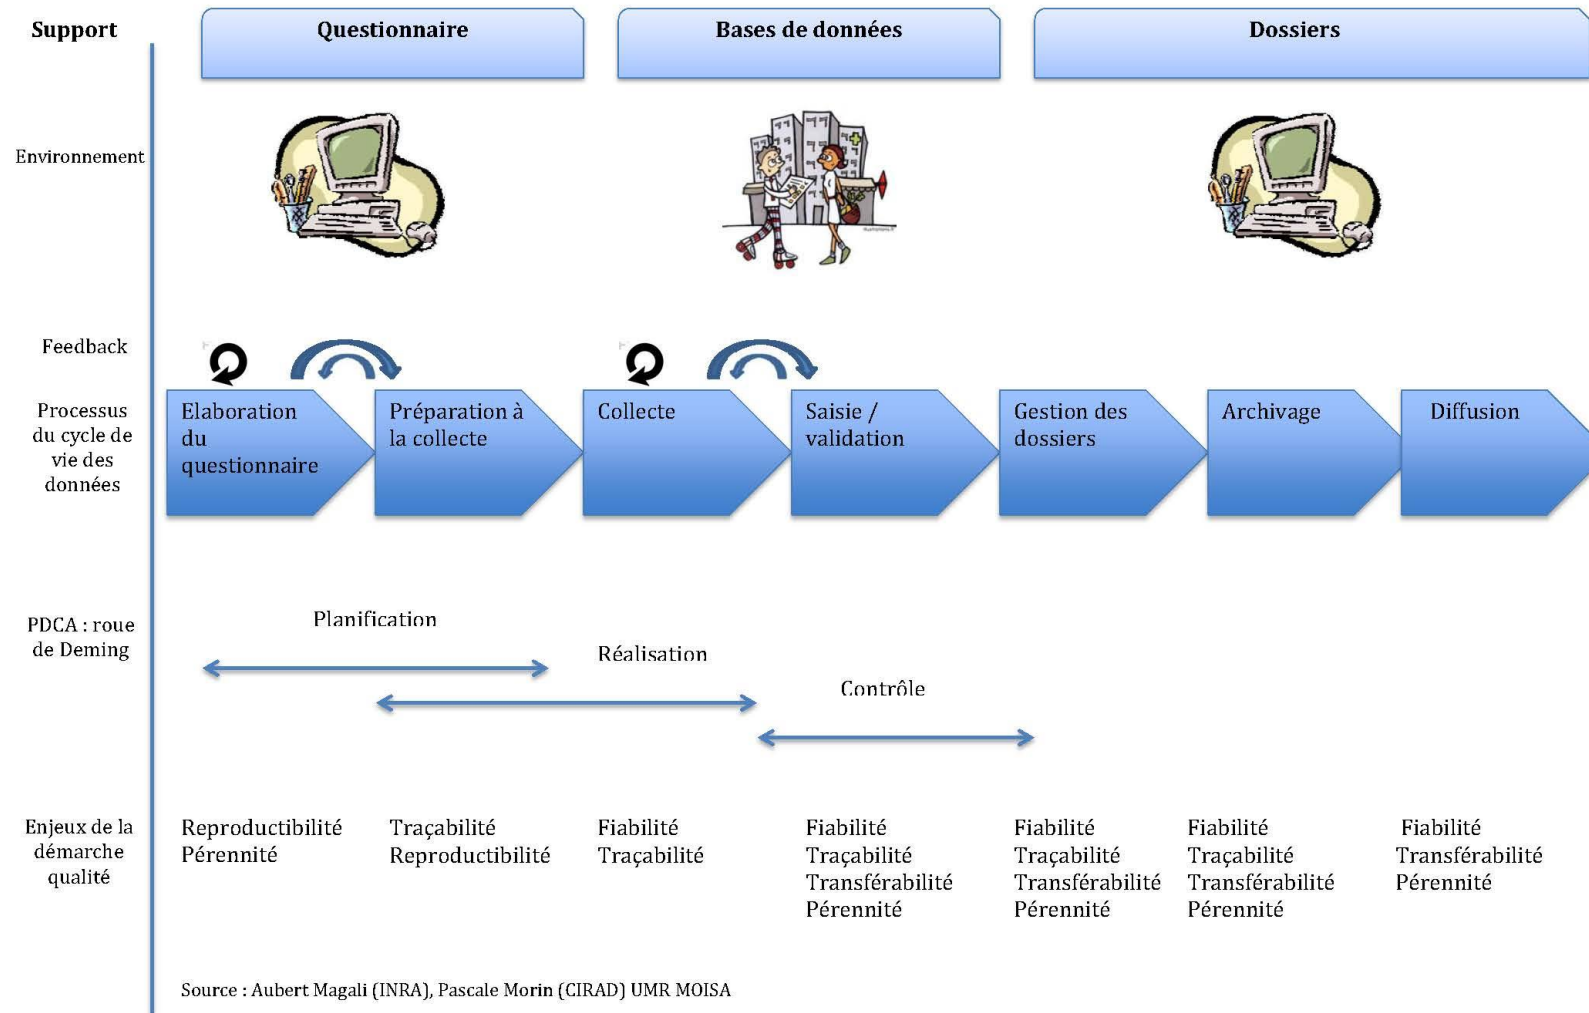 Support
Questionnaire
Bases de données
Dossiers
Environnement
Feedback
Processus
du cycle de
vie des
données
Elaboration
du
questionnaire
Préparation à
la collecte
Collecte
Saisie /
validation
Gestion des
dossiers
Archivage
Diffusion
PDCA : roue
de Deming
Planification
Réalisation
Contrôle
Enjeux de la
démarche
qualité
Reproductibilité
Pérennité
Traçabilité
Reproductibilité
Fiabilité
Traçabilité
Fiabilité
Traçabilité
Transférabilité
Pérennité
Fiabilité
Traçabilité
Transférabilité
Pérennité
Fiabilité
Traçabilité
Transférabilité
Pérennité
Fiabilité
Transférabilité
Pérennité
Source : Aubert Magali (INRA), Pascale Morin (CIRAD) UMR MOISA